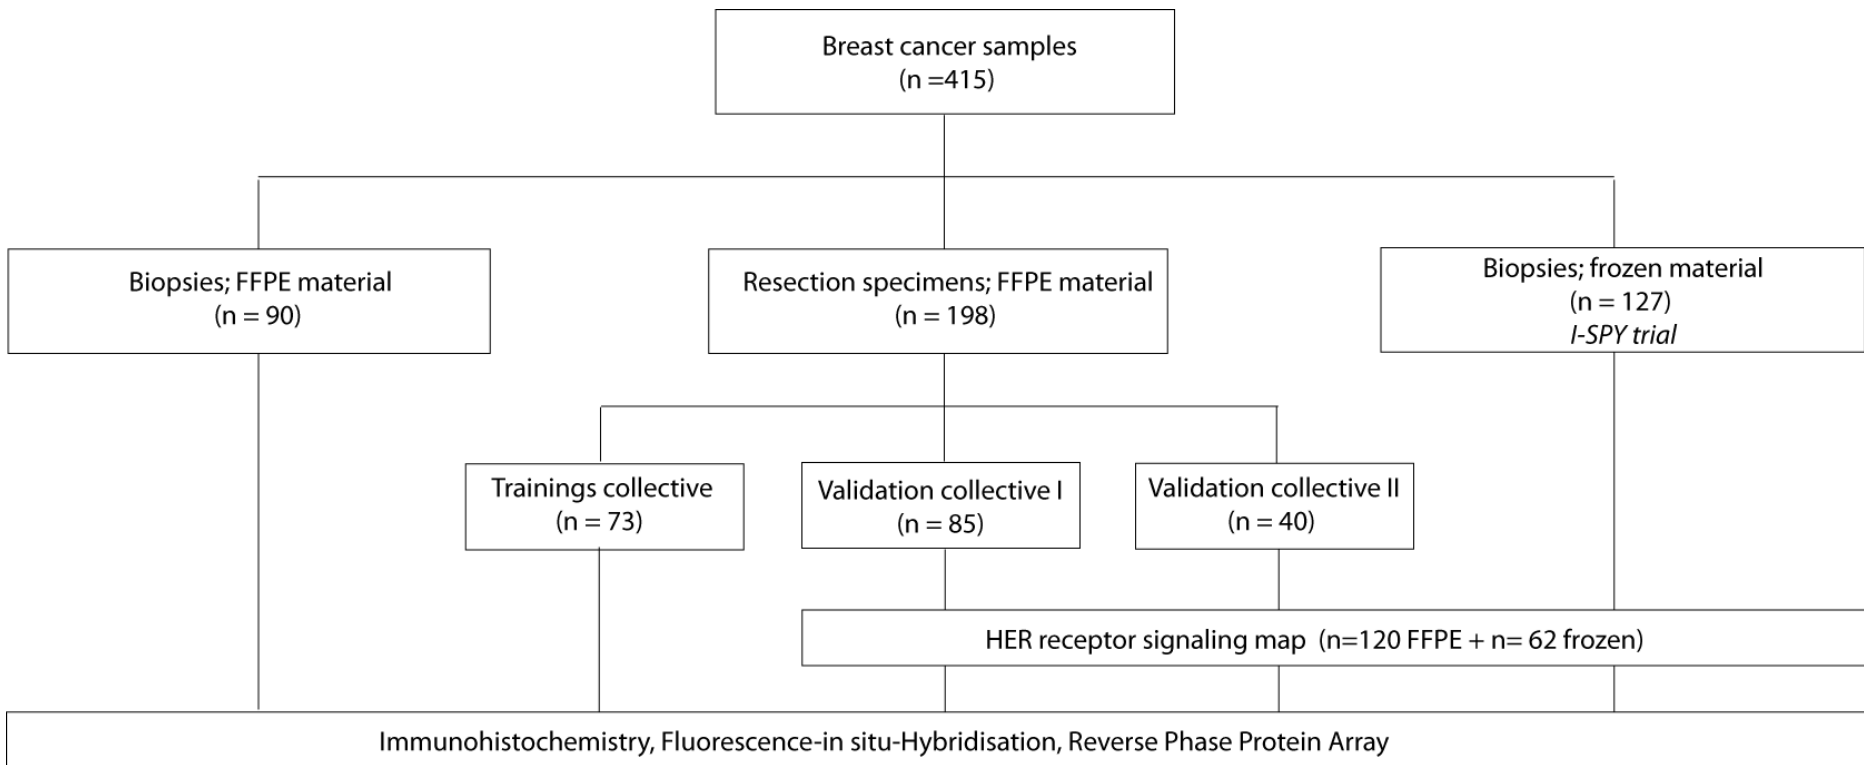 Breast cancer samples
(n =415)
Biopsies; FFPE material
(n = 90)
Resection specimens; FFPE material
(n = 198)
Biopsies; frozen material
(n = 127)
I-SPY trial
Trainings collective
(n = 73)
Validation collective I
(n = 85)
Validation collective II
(n = 40)
HER receptor signaling map (n=120 FFPE + n= 62 frozen)
Immunohistochemistry, Fluorescence-in situ-Hybridisation, Reverse Phase Protein Array